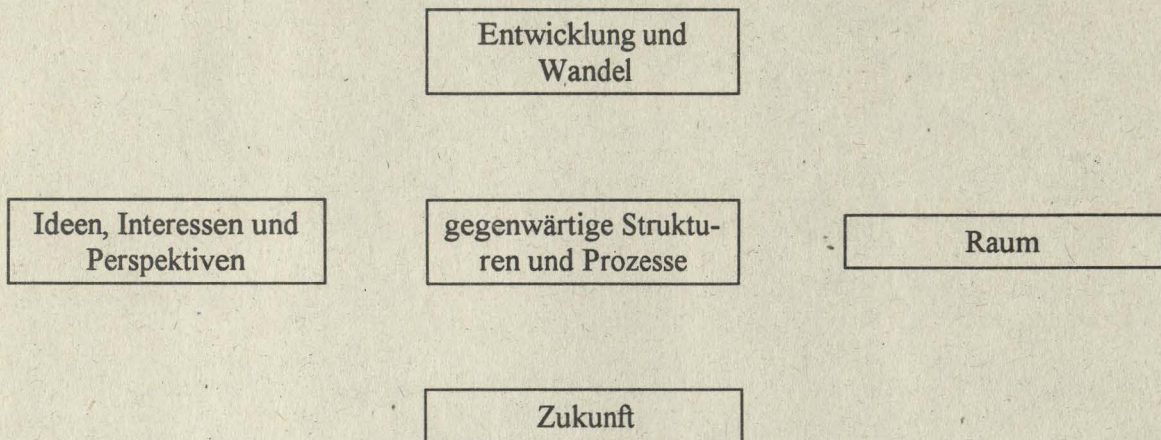 Entwicklung und
Wandel
Ideen, Interessen und
Perspektiven
gegenwärtige Struktu-
ren und Prozesse
Raum
Zukunft